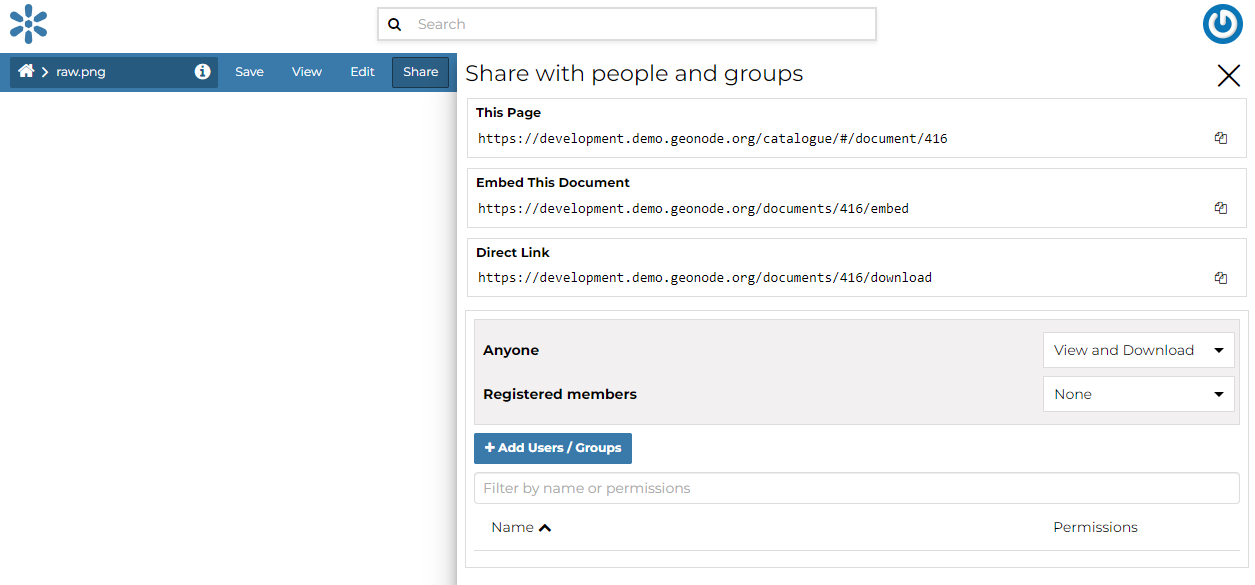 Search
raw.png Save View Edit Share
Share with people and groups
This Page
https://development.demo.geonode.org/catalogue/#/document/416
Embed This Document
https://development.demo.geonode.org/documents/416/embed
Direct Link
https://development.demo.geonode.org/documents/416/download
Anyone View and Download
Registered members None
+ Add Users / Groups
Filter by name or permissions
Name Permissions